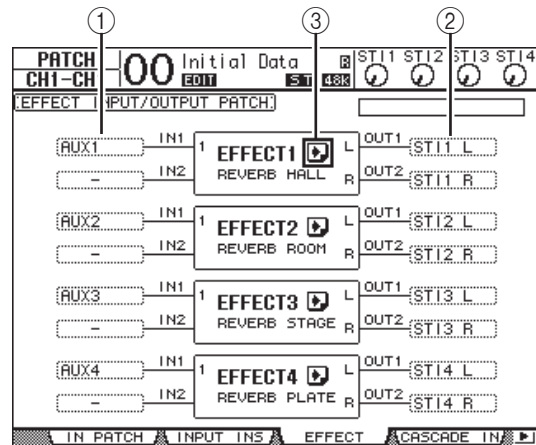 ① ③ ②
PATCH
CH1-CH
00 Initial Data R
EDIT ST 48K
STI1 STI2 STI3 STI4
EFFECT INPUT/OUTPUT PATCH
AUX1 IN1 1 EFFECT1 L OUT1 STI1 L
- IN2 REVERB HALL R OUT2 STI1 R
AUX2 IN1 1 EFFECT2 L OUT1 STI2 L
- IN2 REVERB ROOM R OUT2 STI2 R
AUX3 IN1 1 EFFECT3 L OUT1 STI3 L
- IN2 REVERB STAGE R OUT2 STI3 R
AUX4 IN1 1 EFFECT4 L OUT1 STI4 L
- IN2 REVERB PLATE R OUT2 STI4 R
IN PATCH INPUT INS EFFECT CASCADE IN